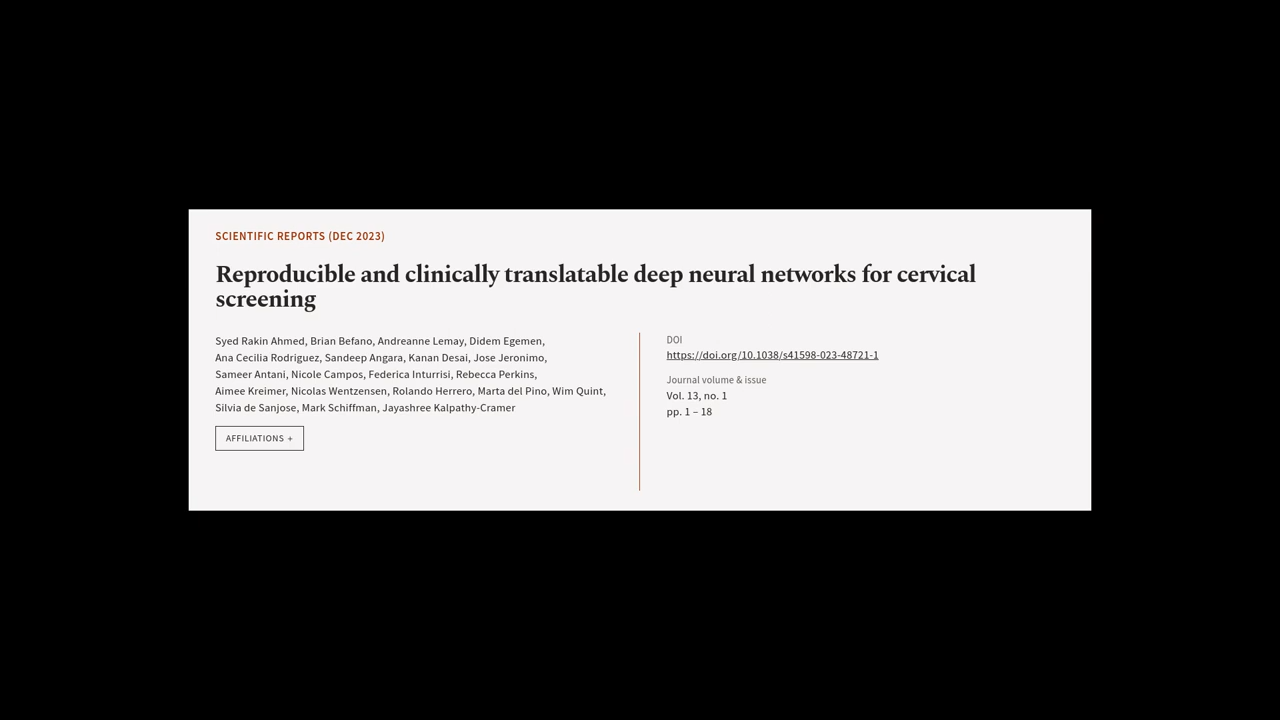 SCIENTIFIC REPORTS (DEC 2023)
Reproducible and clinically translatable deep neural networks for cervical
screening
Syed Rakin Ahmed, Brian Befano, Andreanne Lemay, Didem Egemen,
Ana Cecilia Rodriguez, Sandeep Angara, Kanan Desai, Jose Jeronimo,
Sameer Antani, Nicole Campos, Federica Inturrisi, Rebecca Perkins,
Aimee Kreimer, Nicolas Wentzensen, Rolando Herrero, Marta del Pino, Wim Quint,
Silvia de Sanjose, Mark Schiffman, Jayashree Kalpathy-Cramer
AFFILIATIONS +
DOI
https://doi.org/10.1038/s41598-023-48721-1
Journal volume & issue
Vol. 13, no. 1
pp. 1 – 18